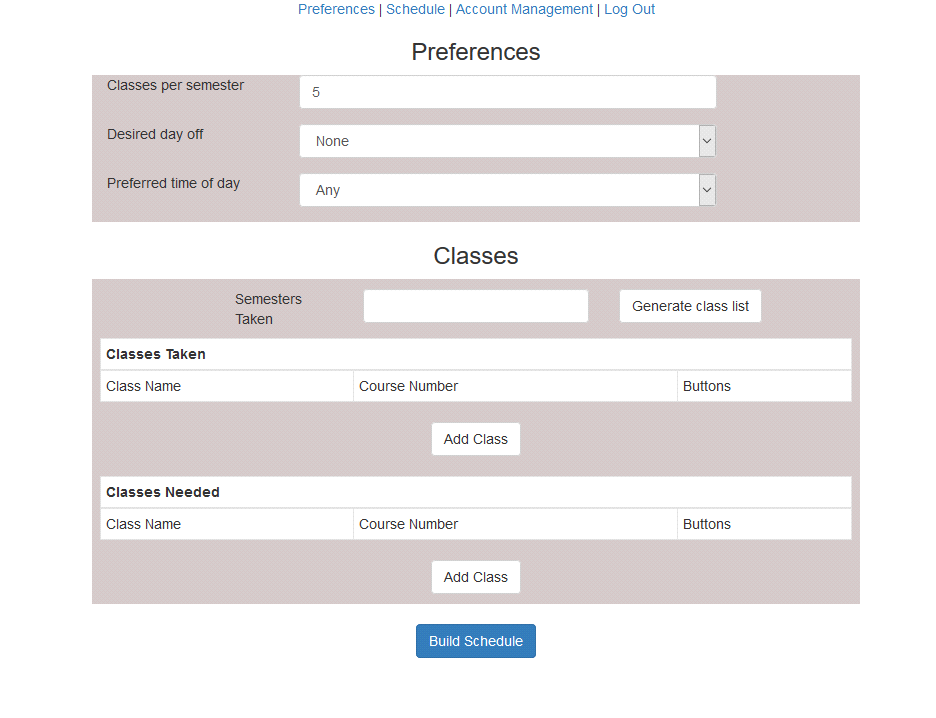 Preferences | Schedule | Account Management | Log Out
Preferences
Classes per semester 5
Desired day off None
Preferred time of day Any
Classes
Semesters
Taken
Generate class list
Classes Taken
Class Name Course Number Buttons
Add Class
Classes Needed
Class Name Course Number Buttons
Add Class
Build Schedule